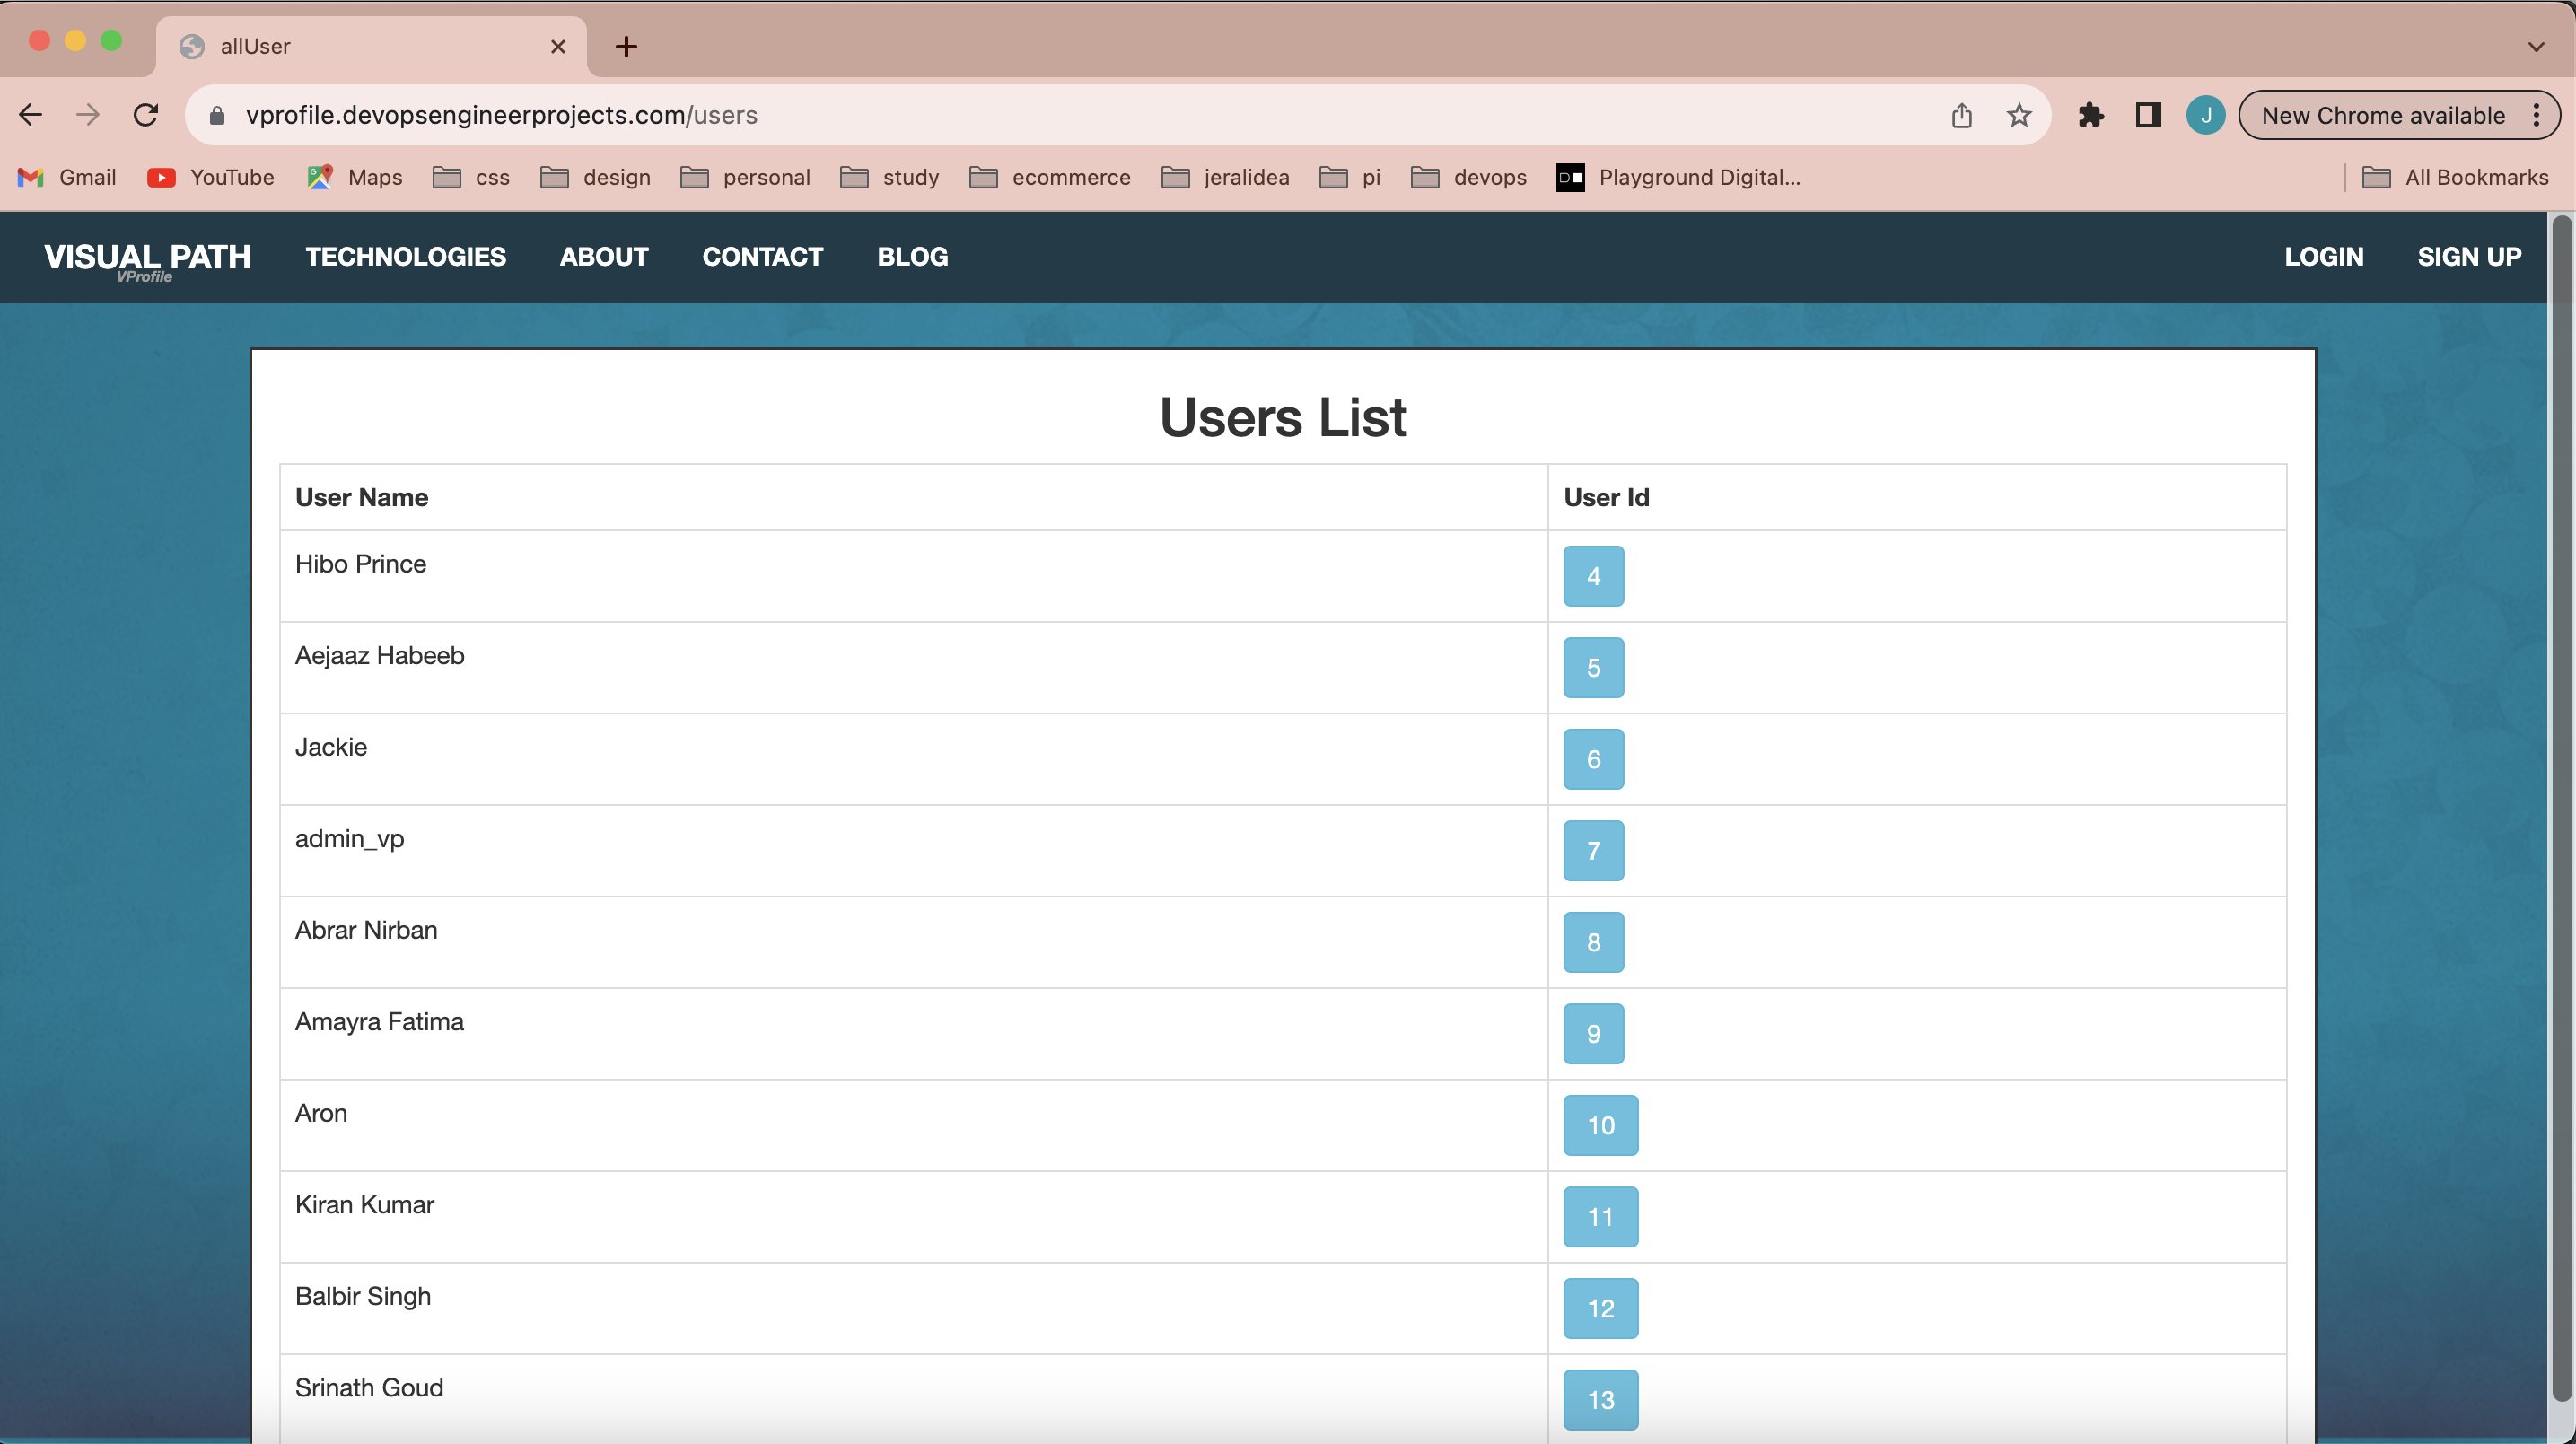 allUser
vprofile.devopsengineerprojects.com/users
J
New Chrome available
Gmail YouTube Maps css design personal study ecommerce jeralidea pi devops Playground Digital... All Bookmarks
VISUAL PATH TECHNOLOGIES ABOUT CONTACT BLOG LOGIN SIGN UP
VProfile
Users List
User Name User Id
Hibo Prince 4
Aejaaz Habeeb 5
Jackie 6
admin_vp 7
Abrar Nirban 8
Amayra Fatima 9
Aron 10
Kiran Kumar 11
Balbir Singh 12
Srinath Goud 13